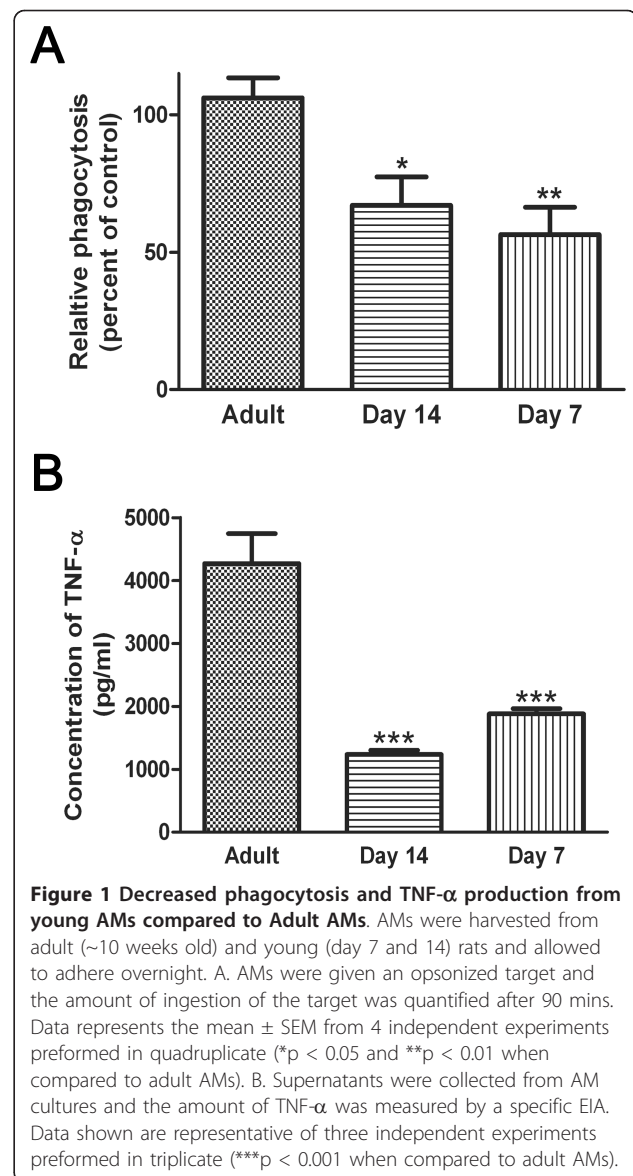 A
Relaltive phagocytosis
(percent of control)
100
50
0
*
**
Adult Day 14 Day 7
B
Concentration of TNF-α
(pg/ml)
5000
4000
3000
2000
1000
0
***
***
Adult Day 14 Day 7
Figure 1 Decreased phagocytosis and TNF-α production from
young AMs compared to Adult AMs. AMs were harvested from
adult (~10 weeks old) and young (day 7 and 14) rats and allowed
to adhere overnight. A. AMs were given an opsonized target and
the amount of ingestion of the target was quantified after 90 mins.
Data represents the mean ± SEM from 4 independent experiments
preformed in quadruplicate (*p < 0.05 and **p < 0.01 when
compared to adult AMs). B. Supernatants were collected from AM
cultures and the amount of TNF-α was measured by a specific EIA.
Data shown are representative of three independent experiments
preformed in triplicate (***p < 0.001 when compared to adult AMs).